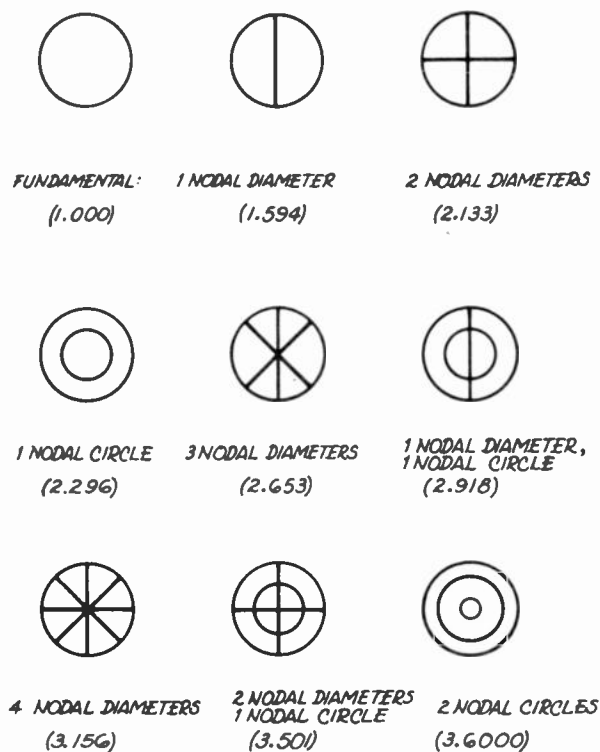 FUNDAMENTAL:
(1.000)
1 NODAL DIAMETER
(1.594)
2 NODAL DIAMETERS
(2.133)
1 NODAL CIRCLE
(2.296)
3 NODAL DIAMETERS
(2.653)
1 NODAL DIAMETER,
1 NODAL CIRCLE
(2.918)
4 NODAL DIAMETERS
(3.156)
2 NODAL DIAMETERS
1 NODAL CIRCLE
(3.501)
2 NODAL CIRCLES
(3.6000)